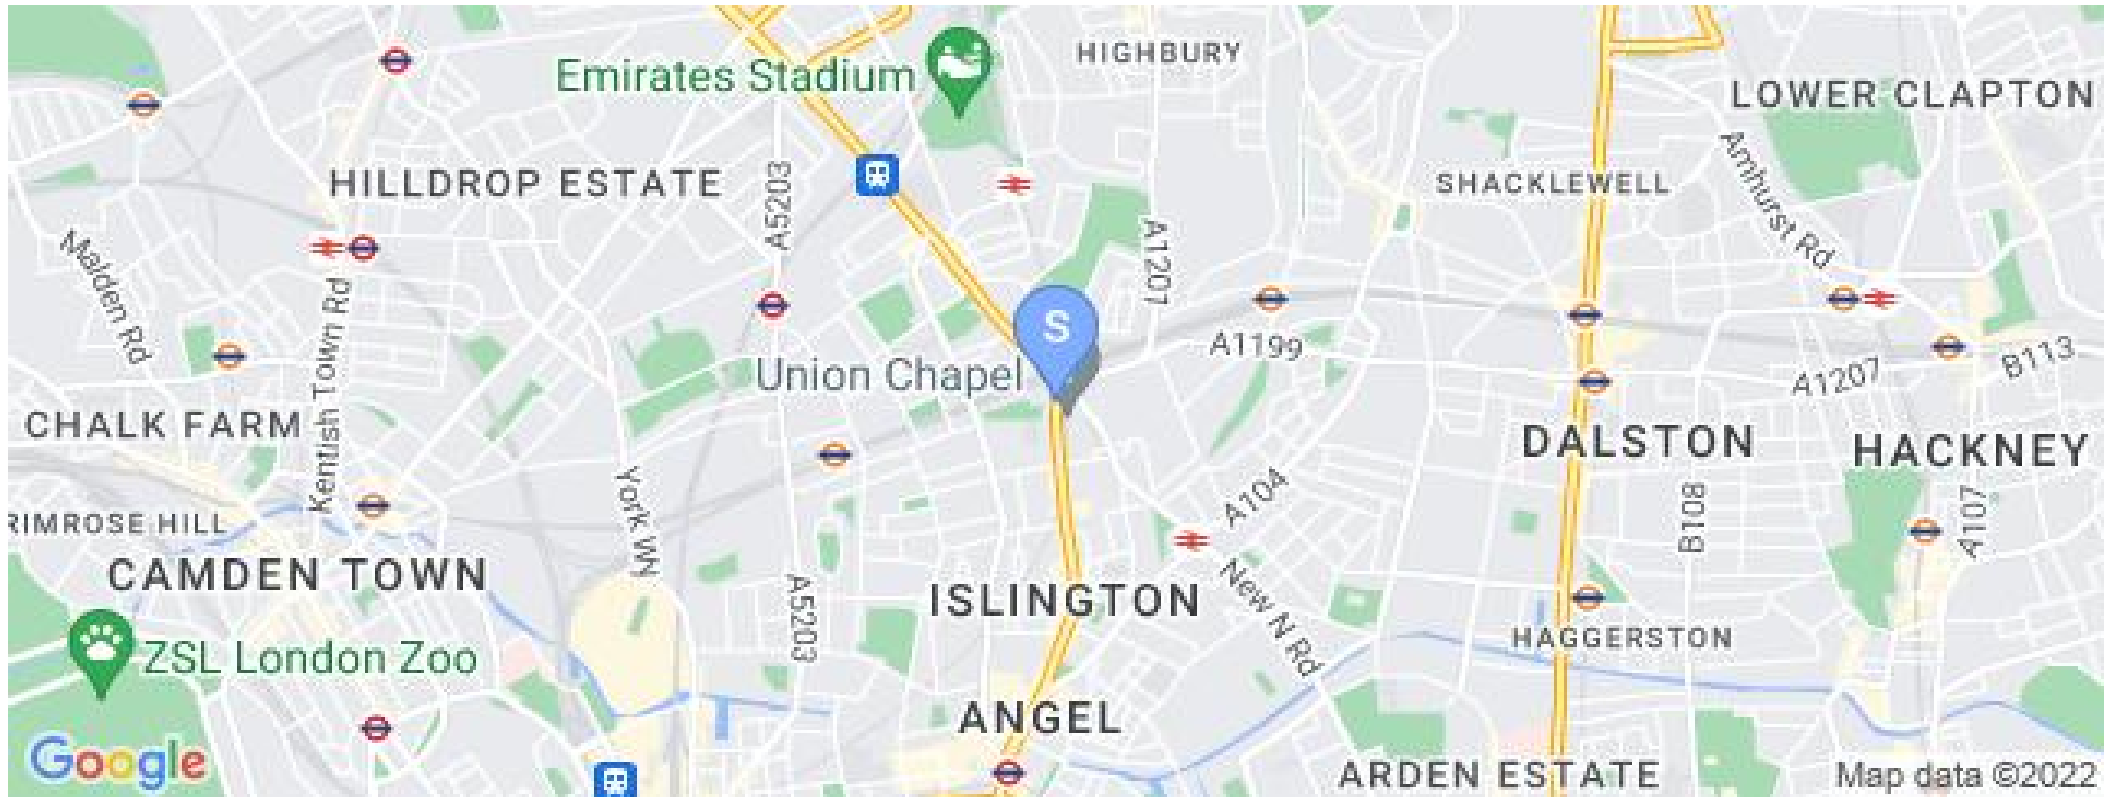 HIGHBURY
Emirates Stadium
LOWER CLAPTON
HILLDROP ESTATE
A5203
SHACKLEWELL
Amhurst Rd
Malden Rd
A1201
Kentish Town Rd
S
Union Chapel
A1199
A1207
B113
CHALK FARM
DALSTON
HACKNEY
York Wy
A104
B108
A107
RIMROSE HILL
CAMDEN TOWN
ISLINGTON
New N Rd
A5203
HAGGERSTON
ZSL London Zoo
ANGEL
Google
ARDEN ESTATE
Map data ©2022